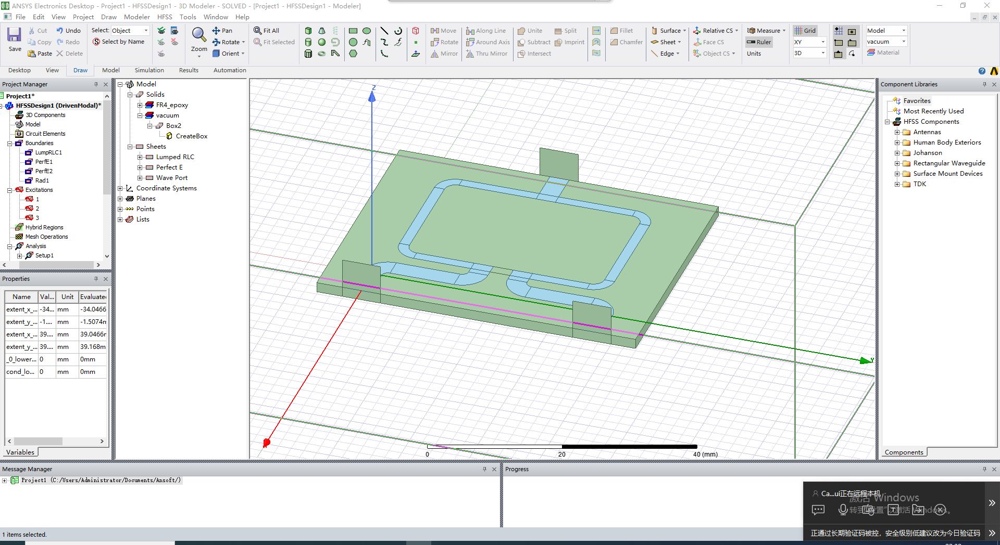 ANSYS Electronics Desktop - Project1 - HFSSDesign1 - 3D Modeler - SOLVED - [Project1 - HFSSDesign1 - Modeler]
File Edit View Project Draw Modeler HFSS Tools Window Help
Save
Cut Undo
Copy Redo
Paste Delete
Select: Object
Select by Name
Zoom
Pan
Rotate
Orient
Fit All
Fit Selected
Move Along Line
Rotate Around Axis
Mirror Thru Mirror
Unite Split
Subtract Imprint
Intersect
Fillet
Chamfer
Surface
Sheet
Edge
Relative CS
Face CS
Object CS
Measure
Ruler
Units
Grid
XY
3D
Model
vacuum
Material
Desktop View Draw Model Simulation Results Automation
Project Manager
Project1*
HFSSDesign1 (DrivenModal)*
3D Components
Model
Circuit Elements
Boundaries
LumpRLC1
PerfE1
PerfE2
Rad1
Excitations
1
2
3
Hybrid Regions
Mesh Operations
Analysis
Setup1
Properties
Name Val... Unit Evaluated
extent_x_... -34... mm -34.0466
extent_y_... -1.... mm -1.5074m
extent_x_... 39.... mm 39.0466m
extent_y_... 39.... mm 39.168m
_0_lower... 0 mm 0mm
cond_lo... 0 mm 0mm
Variables
Model
Solids
FR4_epoxy
vacuum
Box2
CreateBox
Sheets
Lumped RLC
Perfect E
Wave Port
Coordinate Systems
Planes
Points
Lists
Z
Y
0 20 40 (mm)
Component Libraries
Favorites
Most Recently Used
HFSS Components
Antennas
Human Body Exteriors
Johanson
Rectangular Waveguide
Surface Mount Devices
TDK
Components
Message Manager
Project1 (C:/Users/Administrator/Documents/Ansoft/)
Progress
1 items selected.
Ca...ui正在远程本机
激活 Windows
转到"设置"以激活 Windows。
正通过长期验证码被控，安全级别低建议改为今日验证码